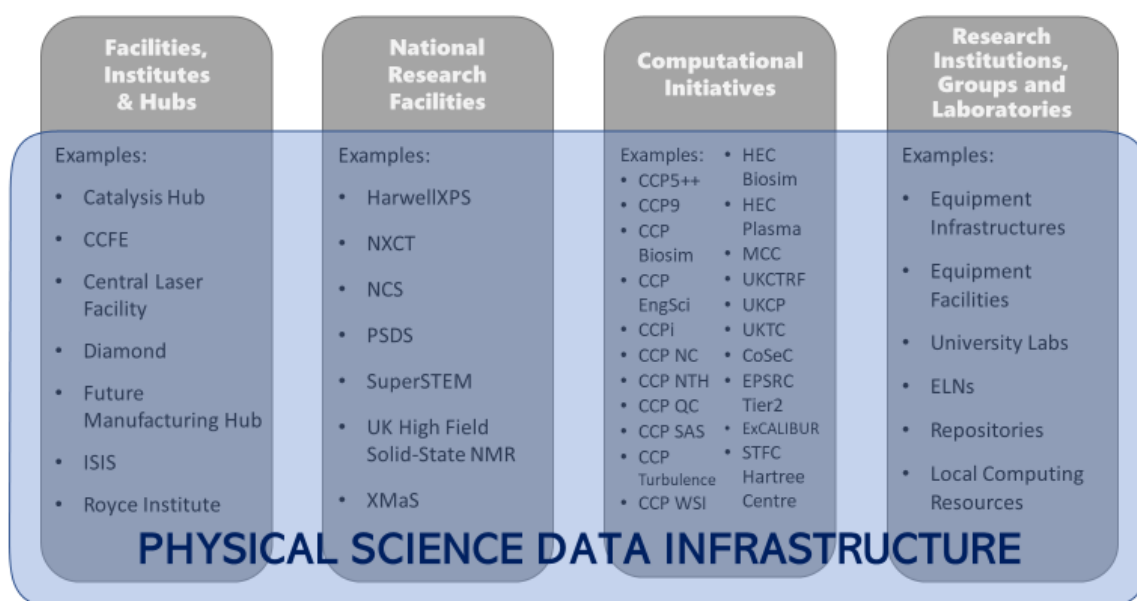 Facilities,
Institutes
& Hubs
Examples:
• Catalysis Hub
• CCFE
• Central Laser
Facility
• Diamond
• Future
Manufacturing Hub
• ISIS
• Royce Institute
National
Research
Facilities
Examples:
• HarwellXPS
• NXCT
• NCS
• PSDS
• SuperSTEM
• UK High Field
Solid-State NMR
• XMaS
Computational
Initiatives
Examples:
• CCP5++
• CCP9
• CCP
Biosim
• CCP
EngSci
• CCPi
• CCP NC
• CCP NTH
• CCP QC
• CCP SAS
• CCP
Turbulence
• CCP WSI
• HEC
Biosim
• HEC
Plasma
• MCC
• UKCTRF
• UKCP
• UKTC
• CoSeC
• EPSRC
Tier2
• ExCALIBUR
• STFC
Hartree
Centre
Research
Institutions,
Groups and
Laboratories
Examples:
• Equipment
Infrastructures
• Equipment
Facilities
• University Labs
• ELNs
• Repositories
• Local Computing
Resources
PHYSICAL SCIENCE DATA INFRASTRUCTURE